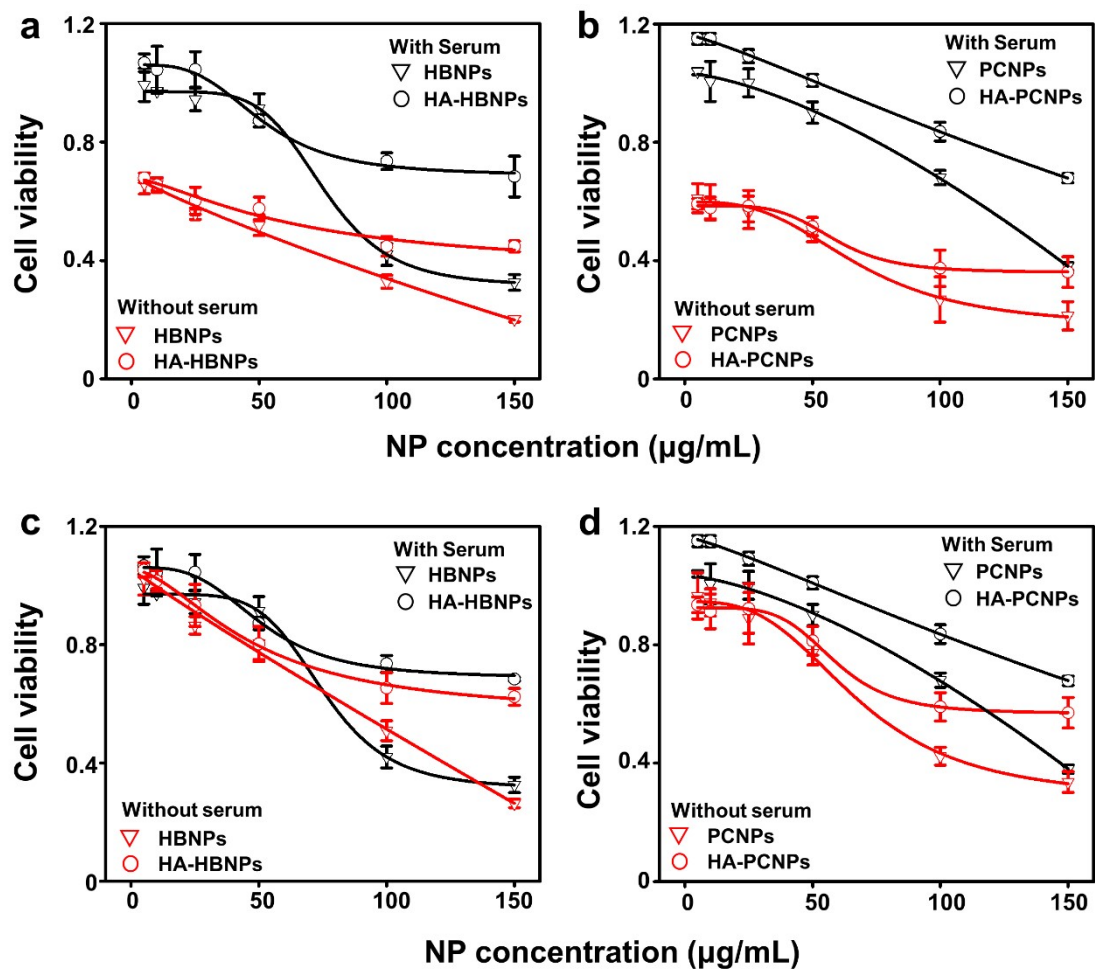 a
1.2
0.8
0.4
0
Cell viability
With Serum
HBNPs
HA-HBNPs
Without serum
HBNPs
HA-HBNPs
0 50 100 150
b
1.2
0.8
0.4
0
Cell viability
With Serum
PCNPs
HA-PCNPs
Without serum
PCNPs
HA-PCNPs
0 50 100 150
NP concentration (µg/mL)
c
1.2
0.8
0.4
0
Cell viability
With Serum
HBNPs
HA-HBNPs
Without serum
HBNPs
HA-HBNPs
0 50 100 150
d
1.2
0.8
0.4
0
Cell viability
With Serum
PCNPs
HA-PCNPs
Without serum
PCNPs
HA-PCNPs
0 50 100 150
NP concentration (µg/mL)